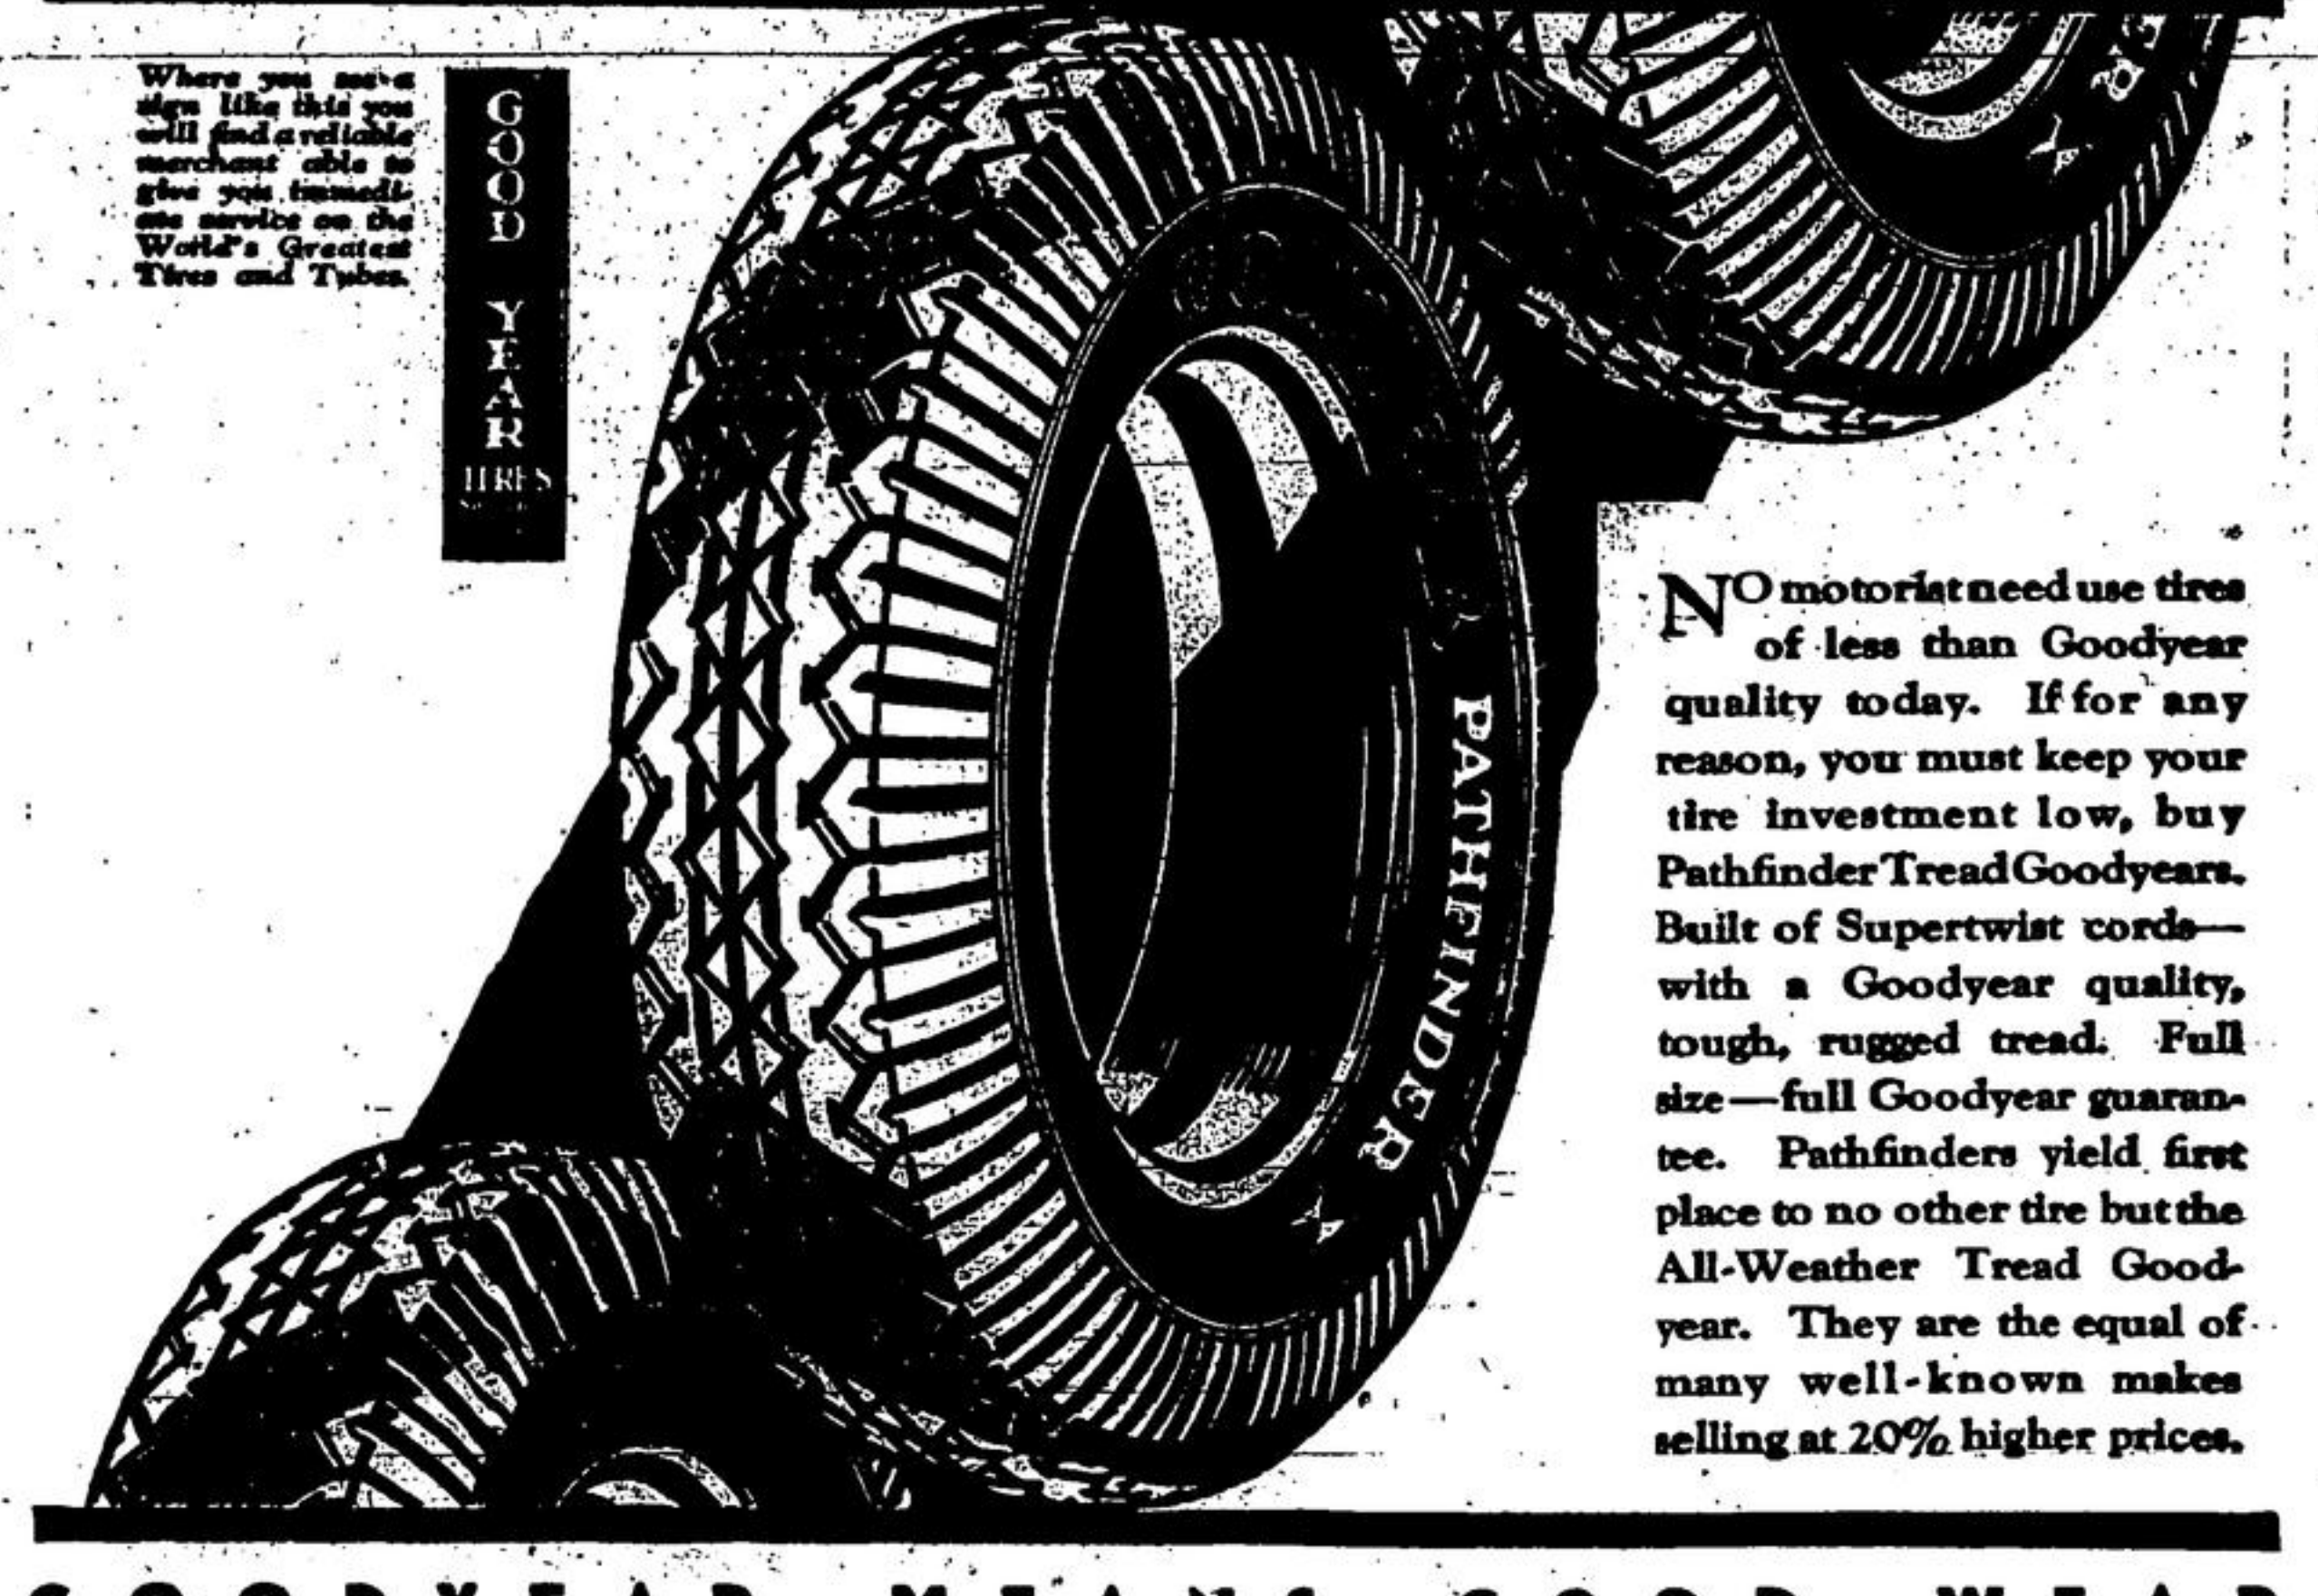 Where you see a
sign like this you
will find a reliable
merchant able to
give you immedi-
ate service on the
World's Greatest
Tires and Tubes.
GOOD YEAR
TIRES
PATHFINDER
NO motorist need use tires
of less than Goodyear
quality today. If for any
reason, you must keep your
tire investment low, buy
Pathfinder Tread Goodyears.
Built of Supertwist cords—
with a Goodyear quality,
tough, rugged tread. Full
size—full Goodyear guaran-
tee. Pathfinders yield first
place to no other tire but the
All-Weather Tread Good-
year. They are the equal of
many well-known makes
selling at 20% higher prices.
GOODYEAR MEANS GOOD WEAR